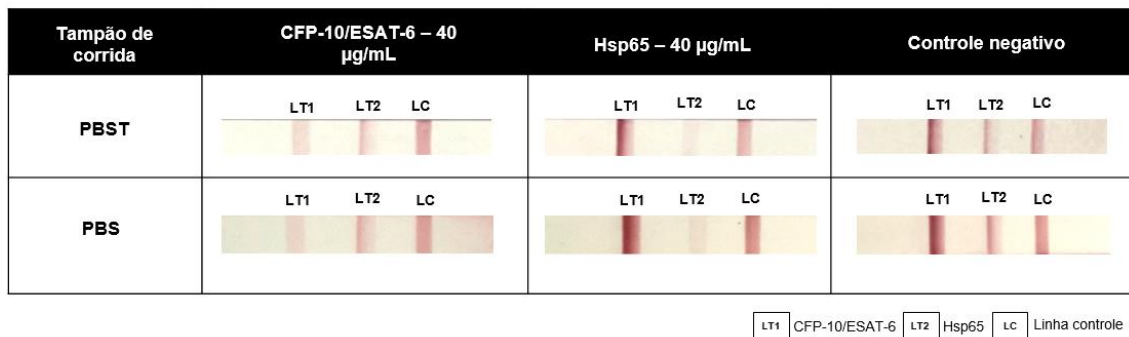 Tampão de
corrida
CFP-10/ESAT-6 – 40
µg/mL
Hsp65 – 40 µg/mL
Controle negativo
PBST
LT1 LT2 LC
LT1 LT2 LC
LT1 LT2 LC
PBS
LT1 LT2 LC
LT1 LT2 LC
LT1 LT2 LC
LT1 CFP-10/ESAT-6 LT2 Hsp65 LC Linha controle